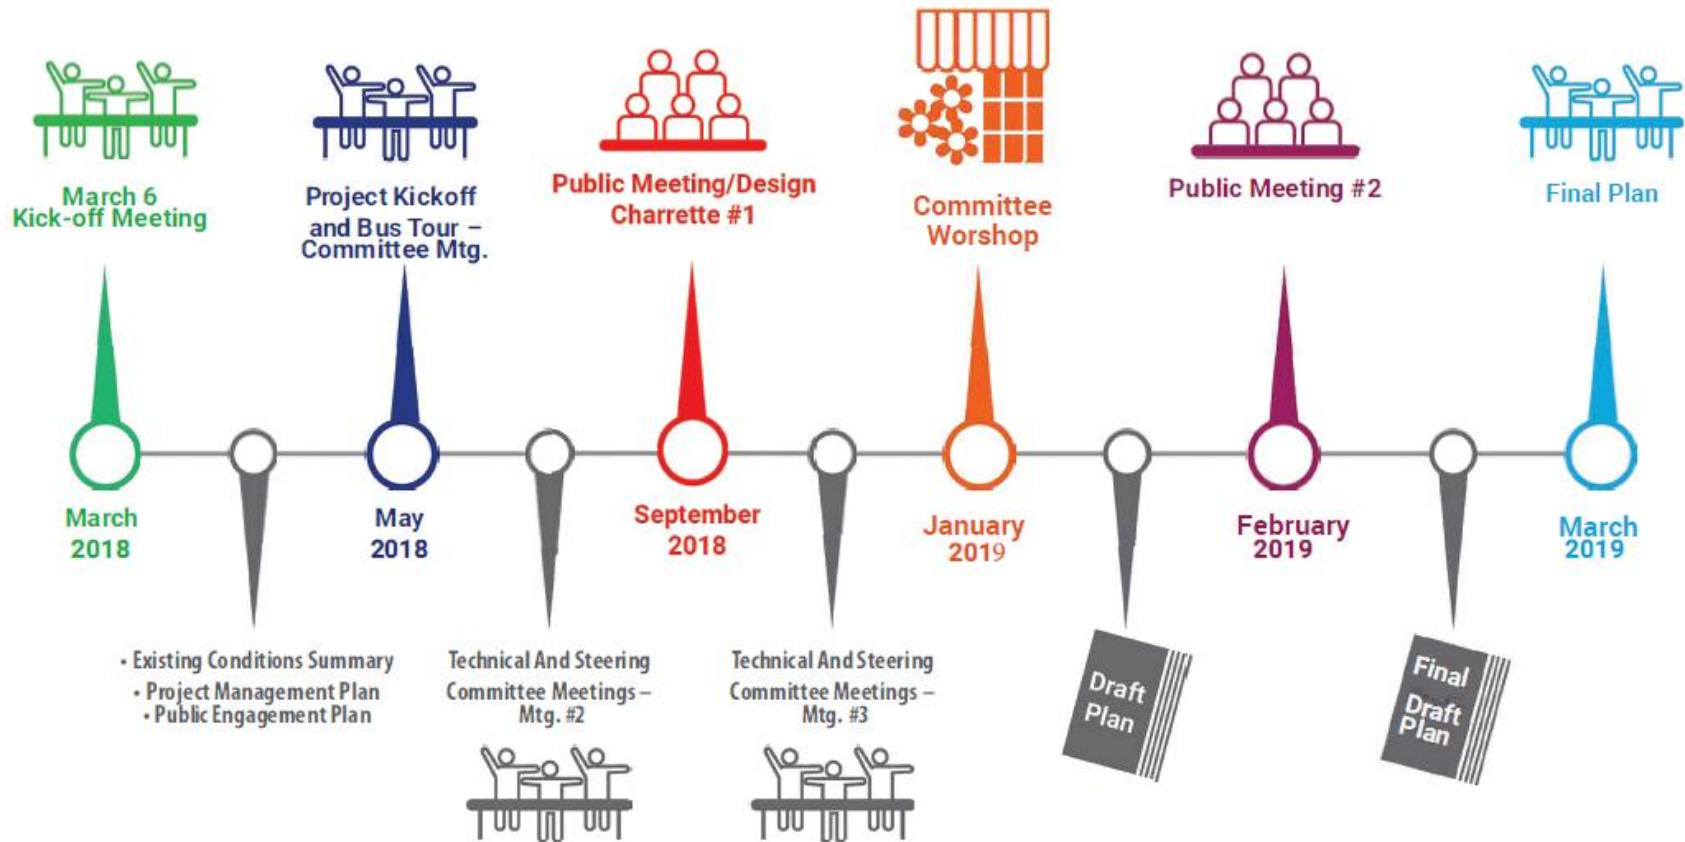 March 6
Kick-off Meeting
Project Kickoff
and Bus Tour –
Committee Mtg.
Public Meeting/Design
Charrette #1
Committee
Worshop
Public Meeting #2
Final Plan
March
2018
May
2018
September
2018
January
2019
February
2019
March
2019
• Existing Conditions Summary
• Project Management Plan
• Public Engagement Plan
Technical And Steering
Committee Meetings –
Mtg. #2
Technical And Steering
Committee Meetings –
Mtg. #3
Draft
Plan
Final
Draft
Plan